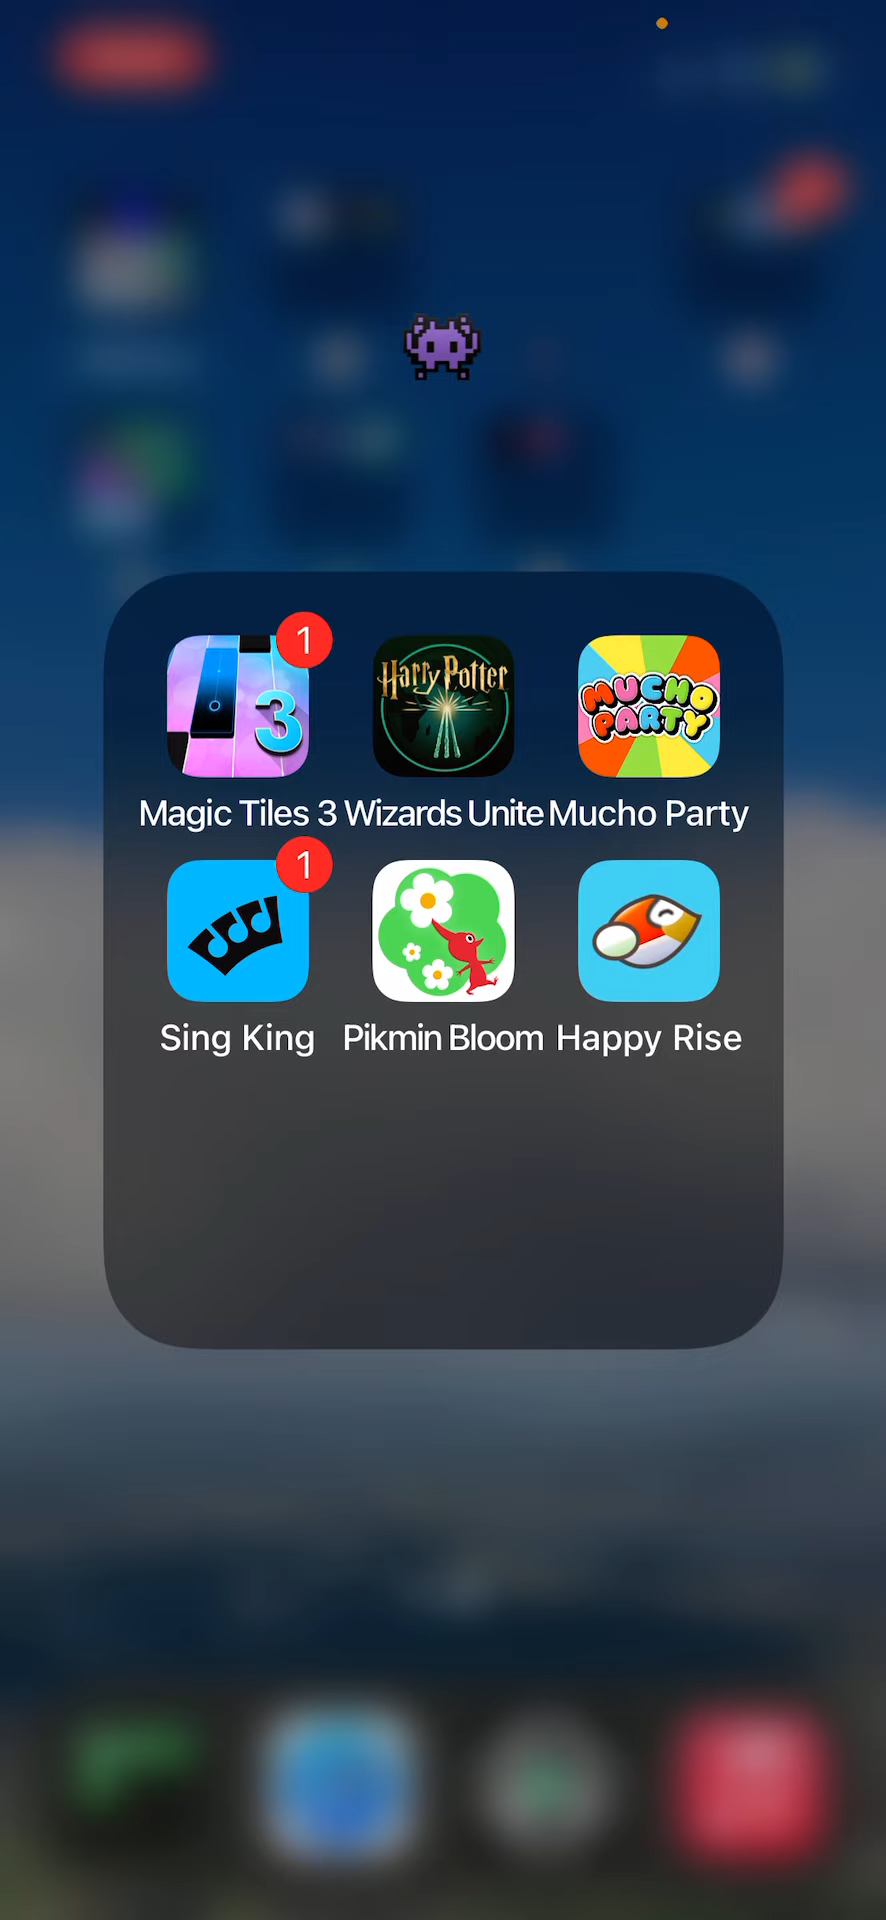 1
3
Harry Potter
MUCHO
PARTY
Magic Tiles 3 Wizards Unite Mucho Party
1
Sing King Pikmin Bloom Happy Rise